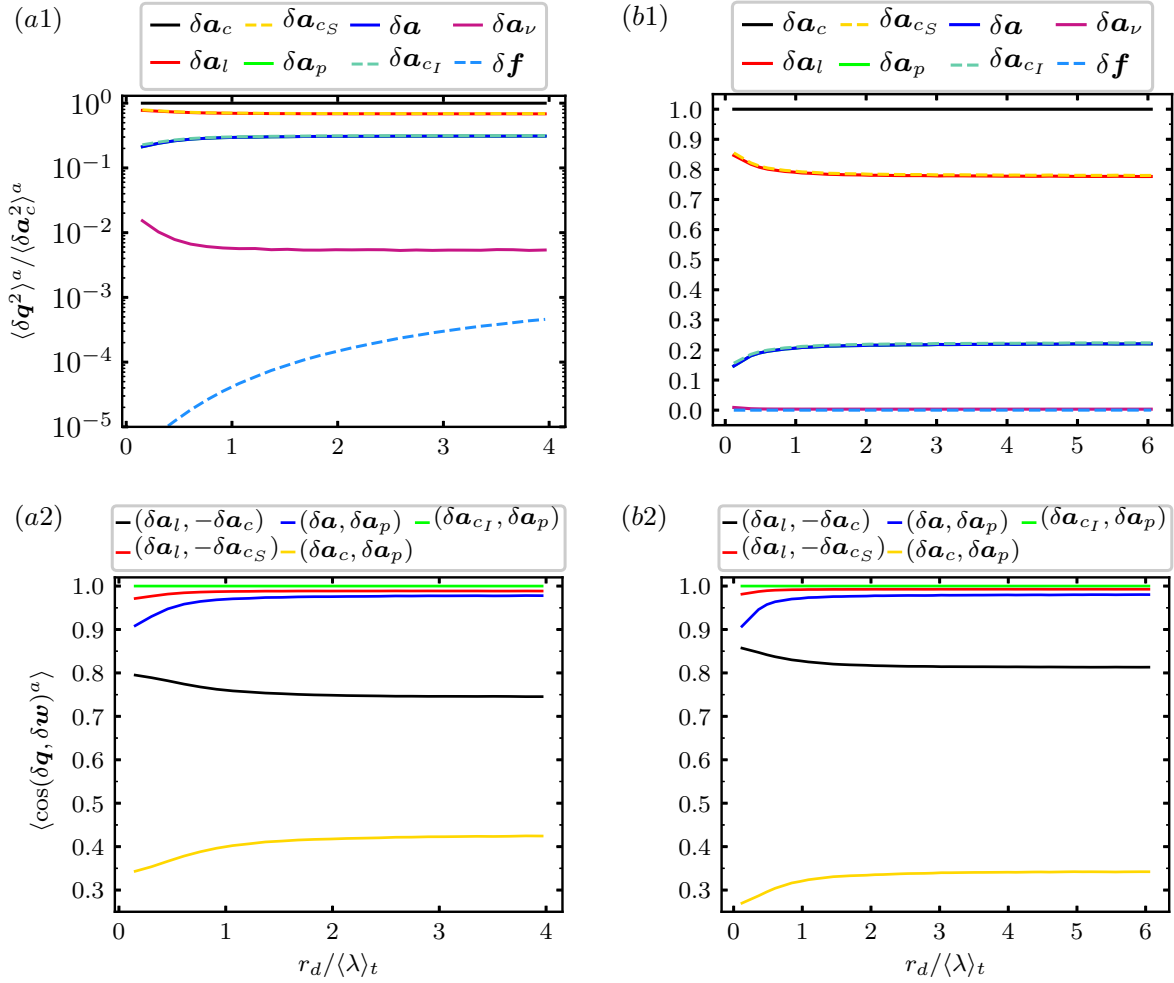 (a1)
δa_c δa_{c_S} δa δa_ν
δa_l δa_p δa_{c_I} δf
10^0
10^{-1}
10^{-2}
10^{-3}
10^{-4}
10^{-5}
⟨δq^2⟩^a/⟨δa_c^2⟩^a
0 1 2 3 4
(b1)
δa_c δa_{c_S} δa δa_ν
δa_l δa_p δa_{c_I} δf
1.0
0.9
0.8
0.7
0.6
0.5
0.4
0.3
0.2
0.1
0.0
0 1 2 3 4 5 6
(a2)
(δa_l, −δa_c) (δa, δa_p) (δa_{c_I}, δa_p)
(δa_l, −δa_{c_S}) (δa_c, δa_p)
1.0
0.9
0.8
0.7
0.6
0.5
0.4
0.3
⟨cos(δq, δw)^a⟩
0 1 2 3 4
r_d/⟨λ⟩_t
(b2)
(δa_l, −δa_c) (δa, δa_p) (δa_{c_I}, δa_p)
(δa_l, −δa_{c_S}) (δa_c, δa_p)
1.0
0.9
0.8
0.7
0.6
0.5
0.4
0.3
0 1 2 3 4 5 6
r_d/⟨λ⟩_t